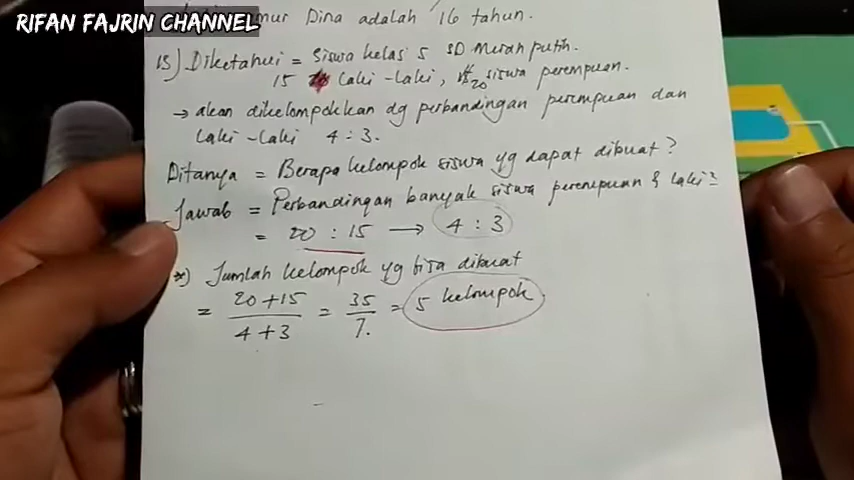 RIFAN FAJRIN CHANNEL
umur Dina adalah 16 tahun.
15) Diketahui = Siswa kelas 5 SD Merah putih.
15 Laki-laki, 20 siswa perempuan.
→ akan dikelompokkan dg perbandingan perempuan dan
Laki-laki 4 : 3.
Ditanya = Berapa kelompok siswa yg dapat dibuat?
Jawab = Perbandingan banyak siswa perempuan & laki²
= 20 : 15 → 4 : 3
*) Jumlah kelompok yg bisa dibuat
= 20 + 15 / 4 + 3 = 35 / 7. = 5 kelompok